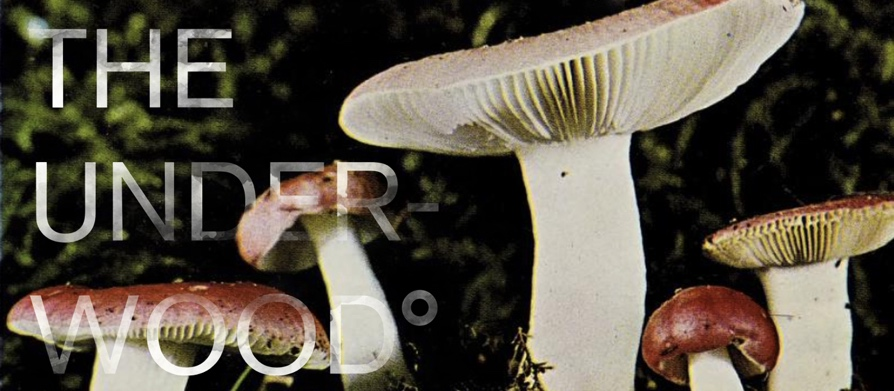 THE
UNDER-
WOOD°